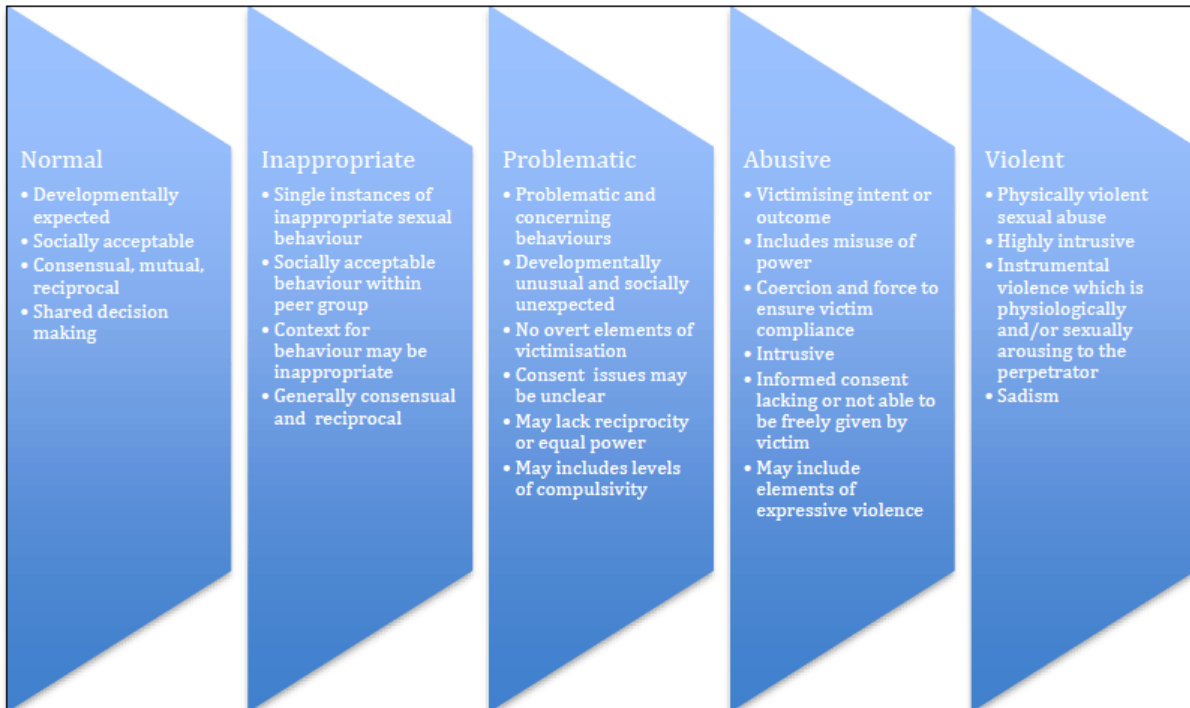 Normal
• Developmentally
expected
• Socially acceptable
• Consensual, mutual,
reciprocal
• Shared decision
making
Inappropriate
• Single instances of
inappropriate sexual
behaviour
• Socially acceptable
behaviour within
peer group
• Context for
behaviour may be
inappropriate
• Generally consensual
and reciprocal
Problematic
• Problematic and
concerning
behaviours
• Developmentally
unusual and socially
unexpected
• No overt elements of
victimisation
• Consent issues may
be unclear
• May lack reciprocity
or equal power
• May includes levels
of compulsivity
Abusive
• Victimising intent or
outcome
• Includes misuse of
power
• Coercion and force to
ensure victim
compliance
• Intrusive
• Informed consent
lacking or not able to
be freely given by
victim
• May include
elements of
expressive violence
Violent
• Physically violent
sexual abuse
• Highly intrusive
• Instrumental
violence which is
physiologically
and/or sexually
arousing to the
perpetrator
• Sadism